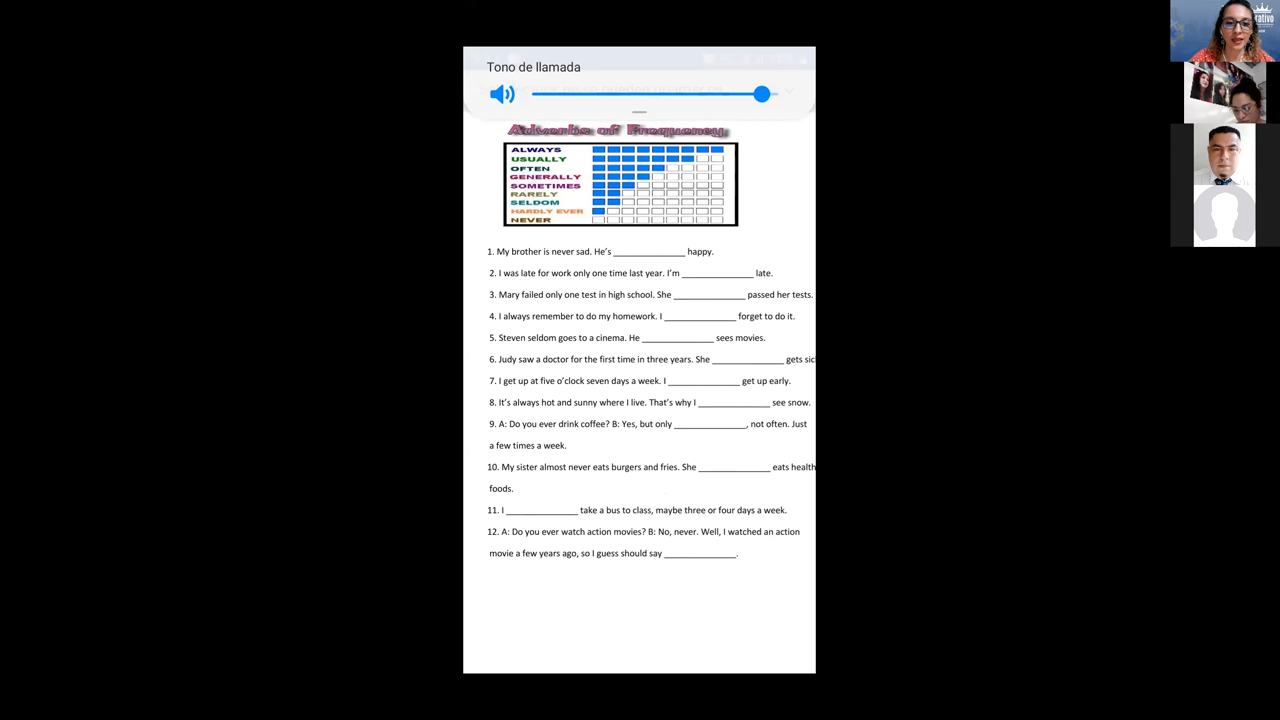 Tono de llamada
Adverbs of Frequency
ALWAYS
USUALLY
OFTEN
GENERALLY
SOMETIMES
RARELY
SELDOM
HARDLY EVER
NEVER
1. My brother is never sad. He's _______________ happy.
2. I was late for work only one time last year. I'm _______________ late.
3. Mary failed only one test in high school. She _______________ passed her tests.
4. I always remember to do my homework. I _______________ forget to do it.
5. Steven seldom goes to a cinema. He _______________ sees movies.
6. Judy saw a doctor for the first time in three years. She _______________ gets sic
7. I get up at five o'clock seven days a week. I _______________ get up early.
8. It's always hot and sunny where I live. That's why I _______________ see snow.
9. A: Do you ever drink coffee? B: Yes, but only _______________, not often. Just
a few times a week.
10. My sister almost never eats burgers and fries. She _______________ eats health
foods.
11. I _______________ take a bus to class, maybe three or four days a week.
12. A: Do you ever watch action movies? B: No, never. Well, I watched an action
movie a few years ago, so I guess should say _______________.